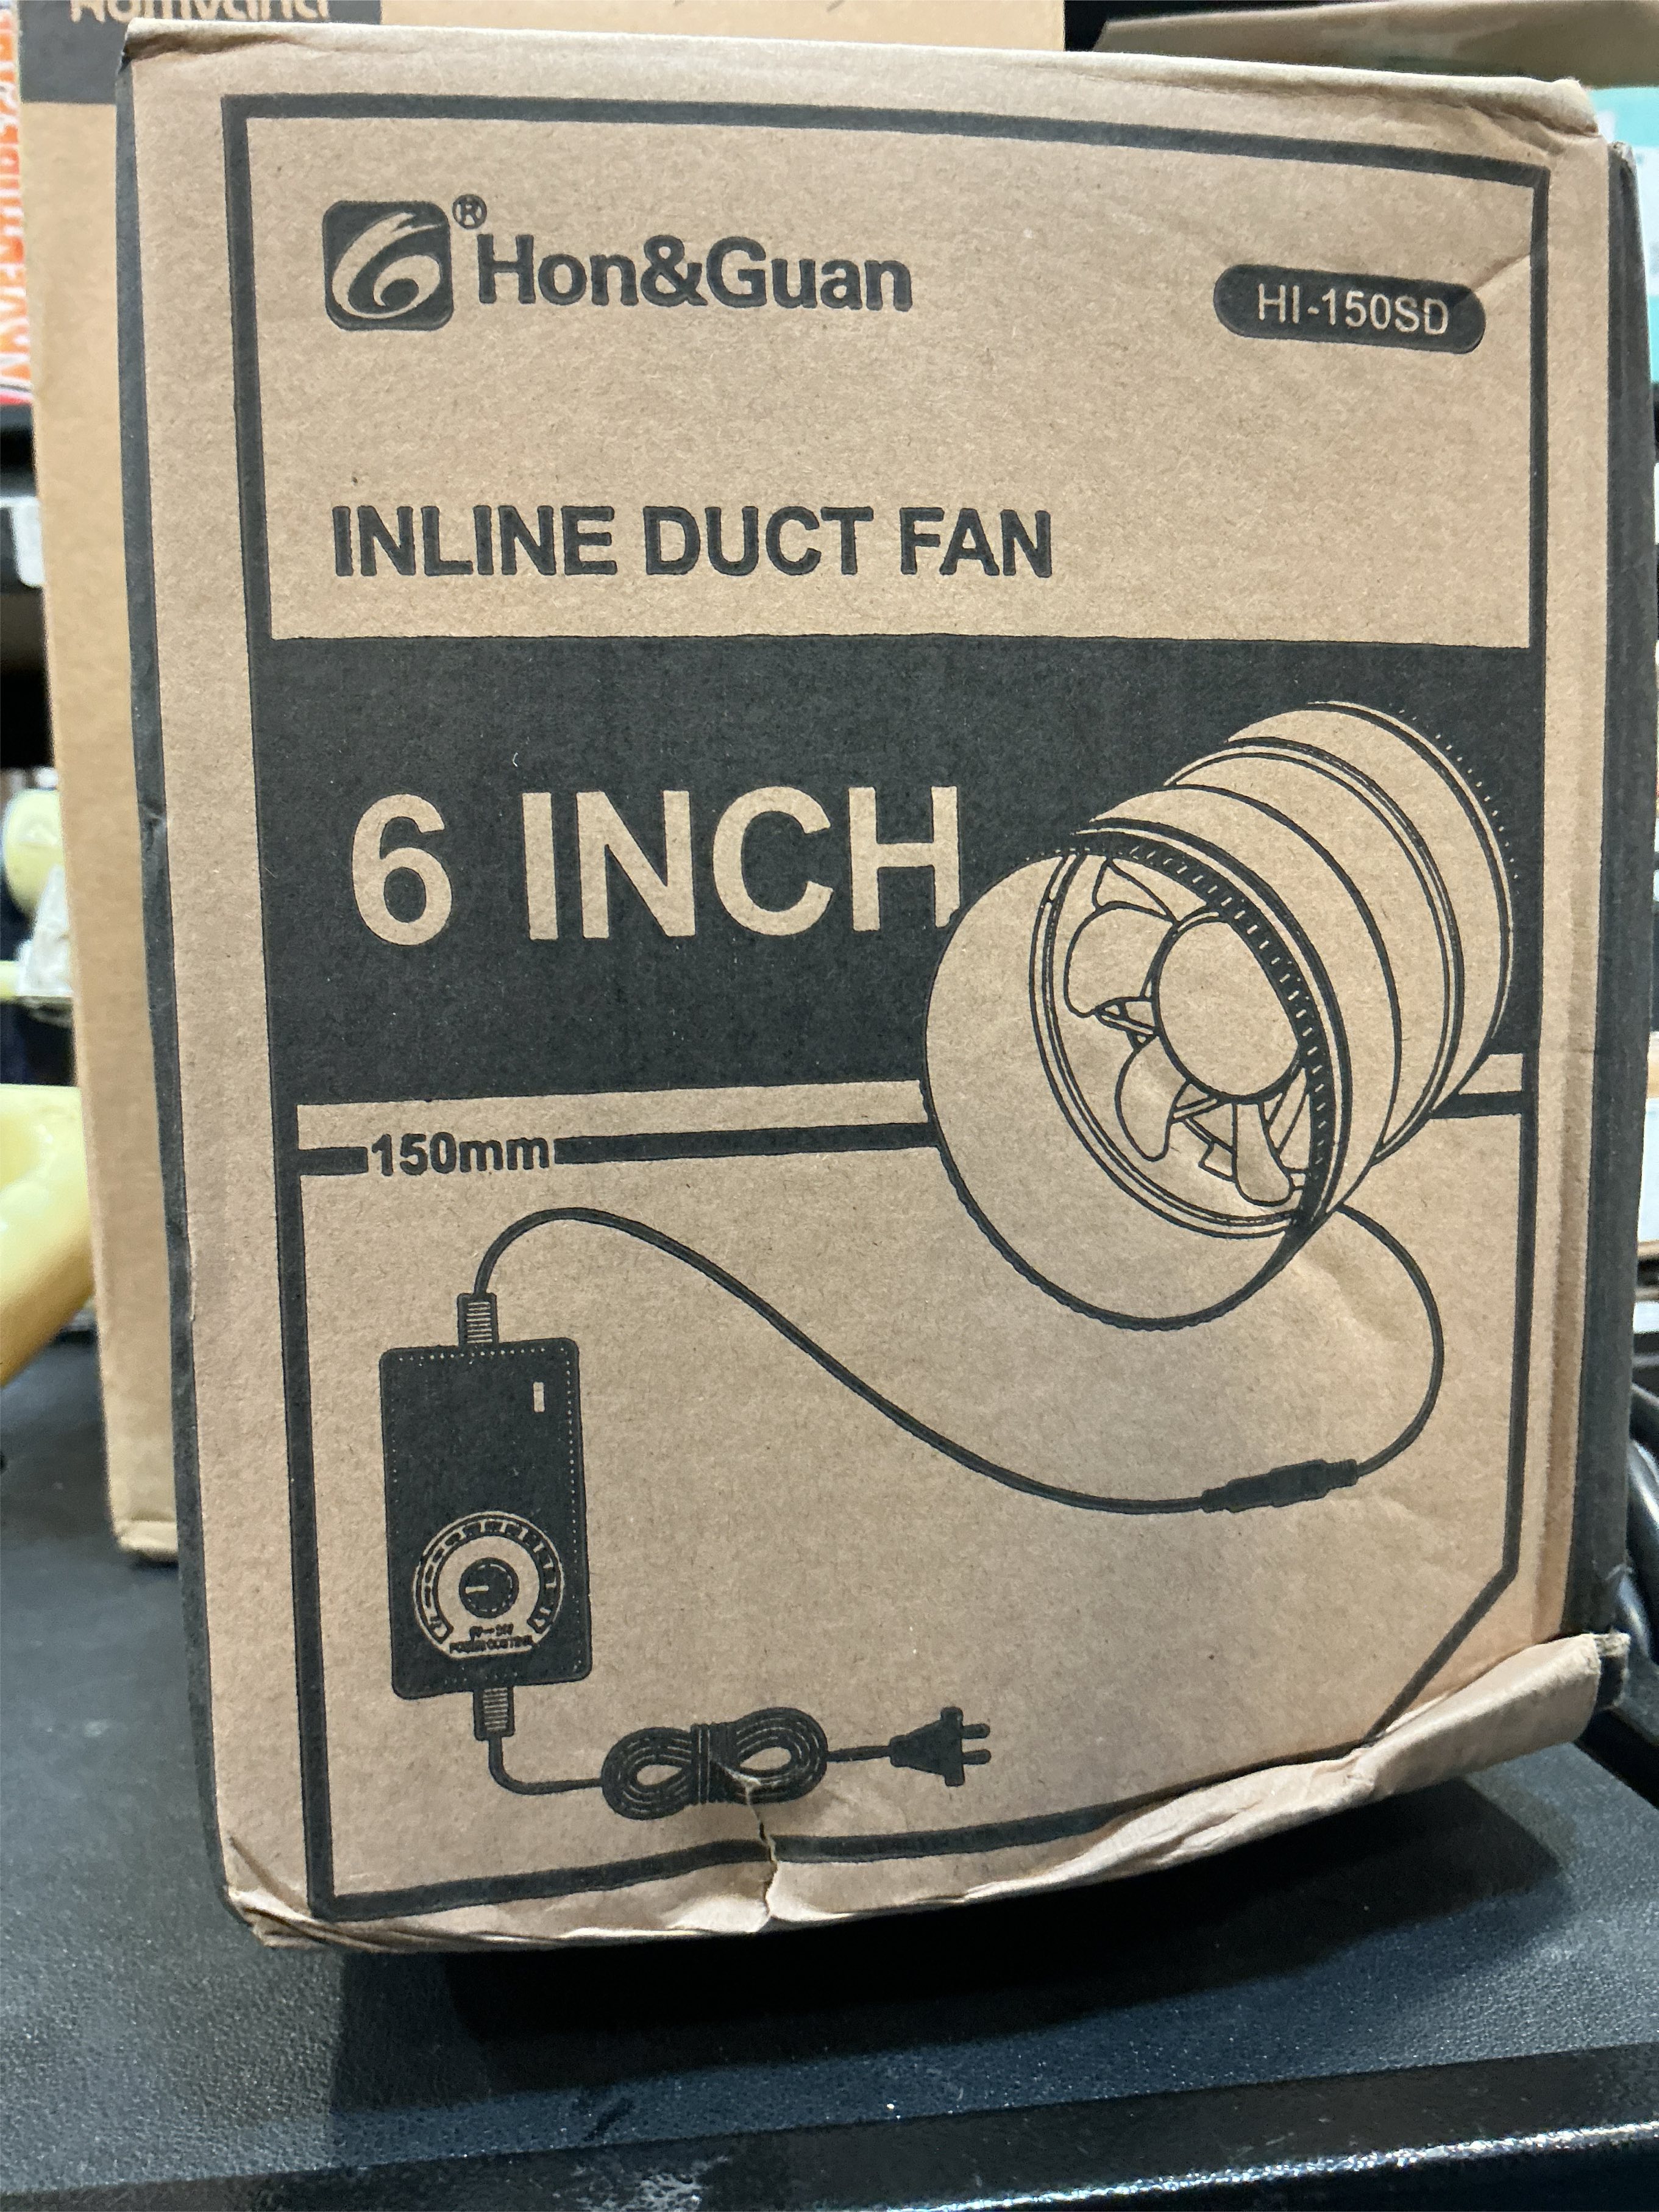 ®
Hon&Guan
HI-150SD
INLINE DUCT FAN
6 INCH
150mm